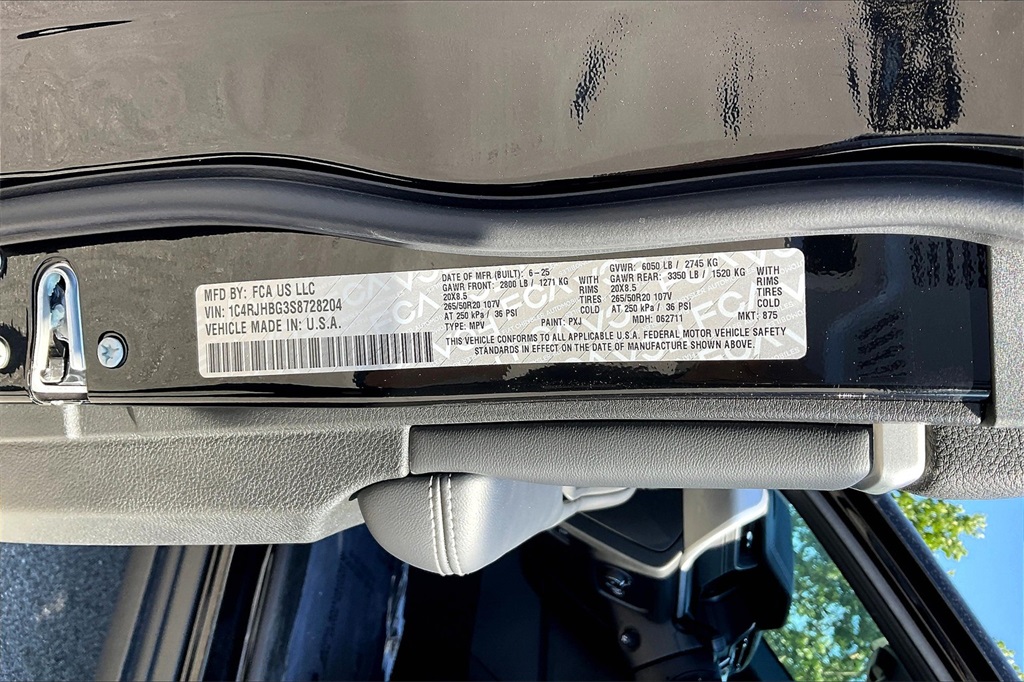 MFD BY: FCA US LLC
VIN: 1C4RJHBG3S8728204
VEHICLE MADE IN: U.S.A.
DATE OF MFR (BUILT): 6-25
GVWR: 6050 LB / 2745 KG
GAWR FRONT: 2800 LB / 1271 KG WITH
20X8.5 RIMS
265/50R20 107V TIRES
AT 250 kPa / 36 PSI COLD
GAWR REAR: 3350 LB / 1520 KG WITH
20X8.5 RIMS
265/50R20 107V TIRES
AT 250 kPa / 36 PSI COLD
TYPE: MPV PAINT: PXJ MDH: 062711 MKT: 875
THIS VEHICLE CONFORMS TO ALL APPLICABLE U.S.A. FEDERAL MOTOR VEHICLE SAFETY
STANDARDS IN EFFECT ON THE DATE OF MANUFACTURE SHOWN ABOVE.